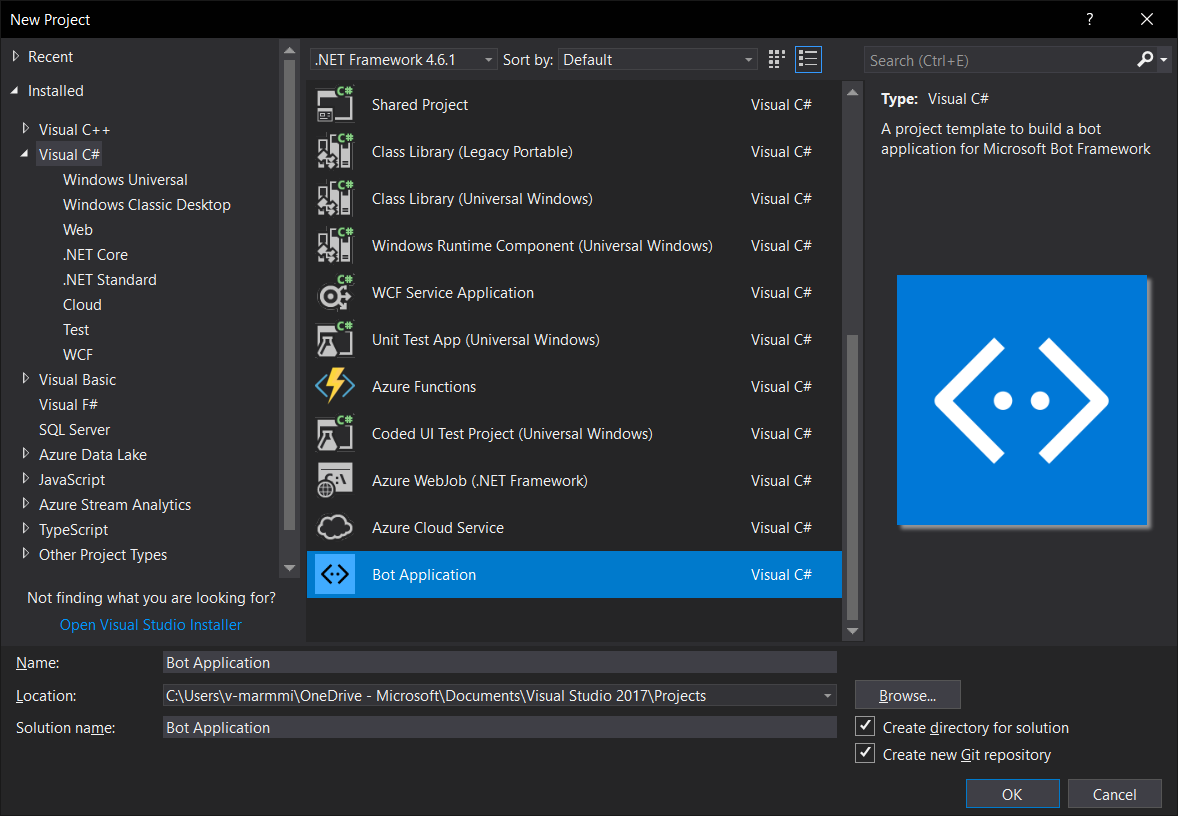 New Project
?
Recent
Installed
Visual C++
Visual C#
Windows Universal
Windows Classic Desktop
Web
.NET Core
.NET Standard
Cloud
Test
WCF
Visual Basic
Visual F#
SQL Server
Azure Data Lake
JavaScript
Azure Stream Analytics
TypeScript
Other Project Types
Not finding what you are looking for?
Open Visual Studio Installer
.NET Framework 4.6.1 Sort by: Default
C# Shared Project Visual C#
C# Class Library (Legacy Portable) Visual C#
C# Class Library (Universal Windows) Visual C#
C# Windows Runtime Component (Universal Windows) Visual C#
C# WCF Service Application Visual C#
C# Unit Test App (Universal Windows) Visual C#
Azure Functions Visual C#
C# Coded UI Test Project (Universal Windows) Visual C#
Azure WebJob (.NET Framework) Visual C#
Azure Cloud Service Visual C#
Bot Application Visual C#
Search (Ctrl+E)
Type: Visual C#
A project template to build a bot
application for Microsoft Bot Framework
Name: Bot Application
Location: C:\Users\v-marmmi\OneDrive - Microsoft\Documents\Visual Studio 2017\Projects Browse...
Solution name: Bot Application
Create directory for solution
Create new Git repository
OK Cancel